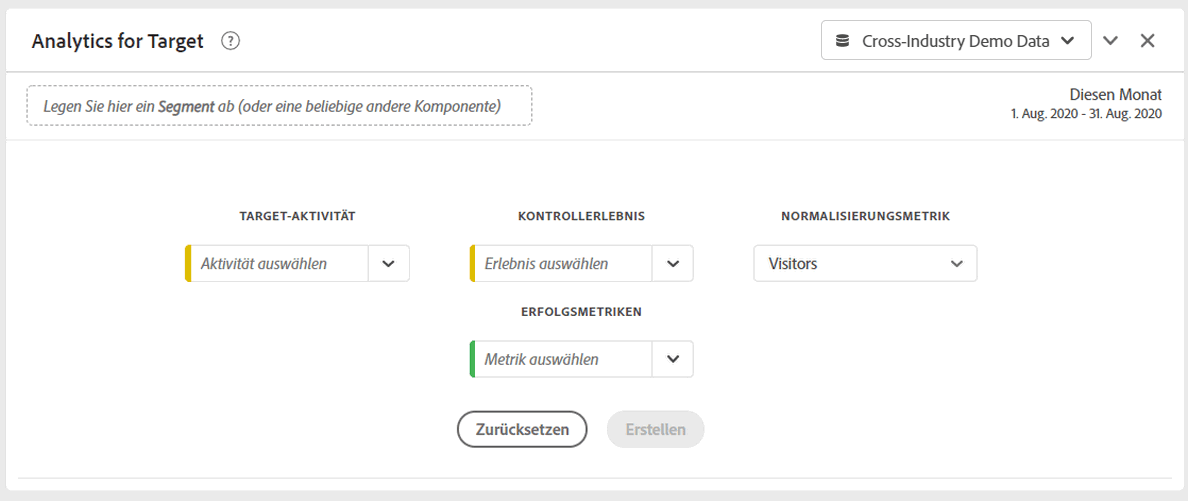 Analytics for Target ?
Cross-Industry Demo Data
Legen Sie hier ein Segment ab (oder eine beliebige andere Komponente)
Diesen Monat
1. Aug. 2020 - 31. Aug. 2020
TARGET-AKTIVITÄT
KONTROLLERLEBNIS
NORMALISIERUNGSMETRIK
Aktivität auswählen
Erlebnis auswählen
Visitors
ERFOLGSMETRIKEN
Metrik auswählen
Zurücksetzen
Erstellen